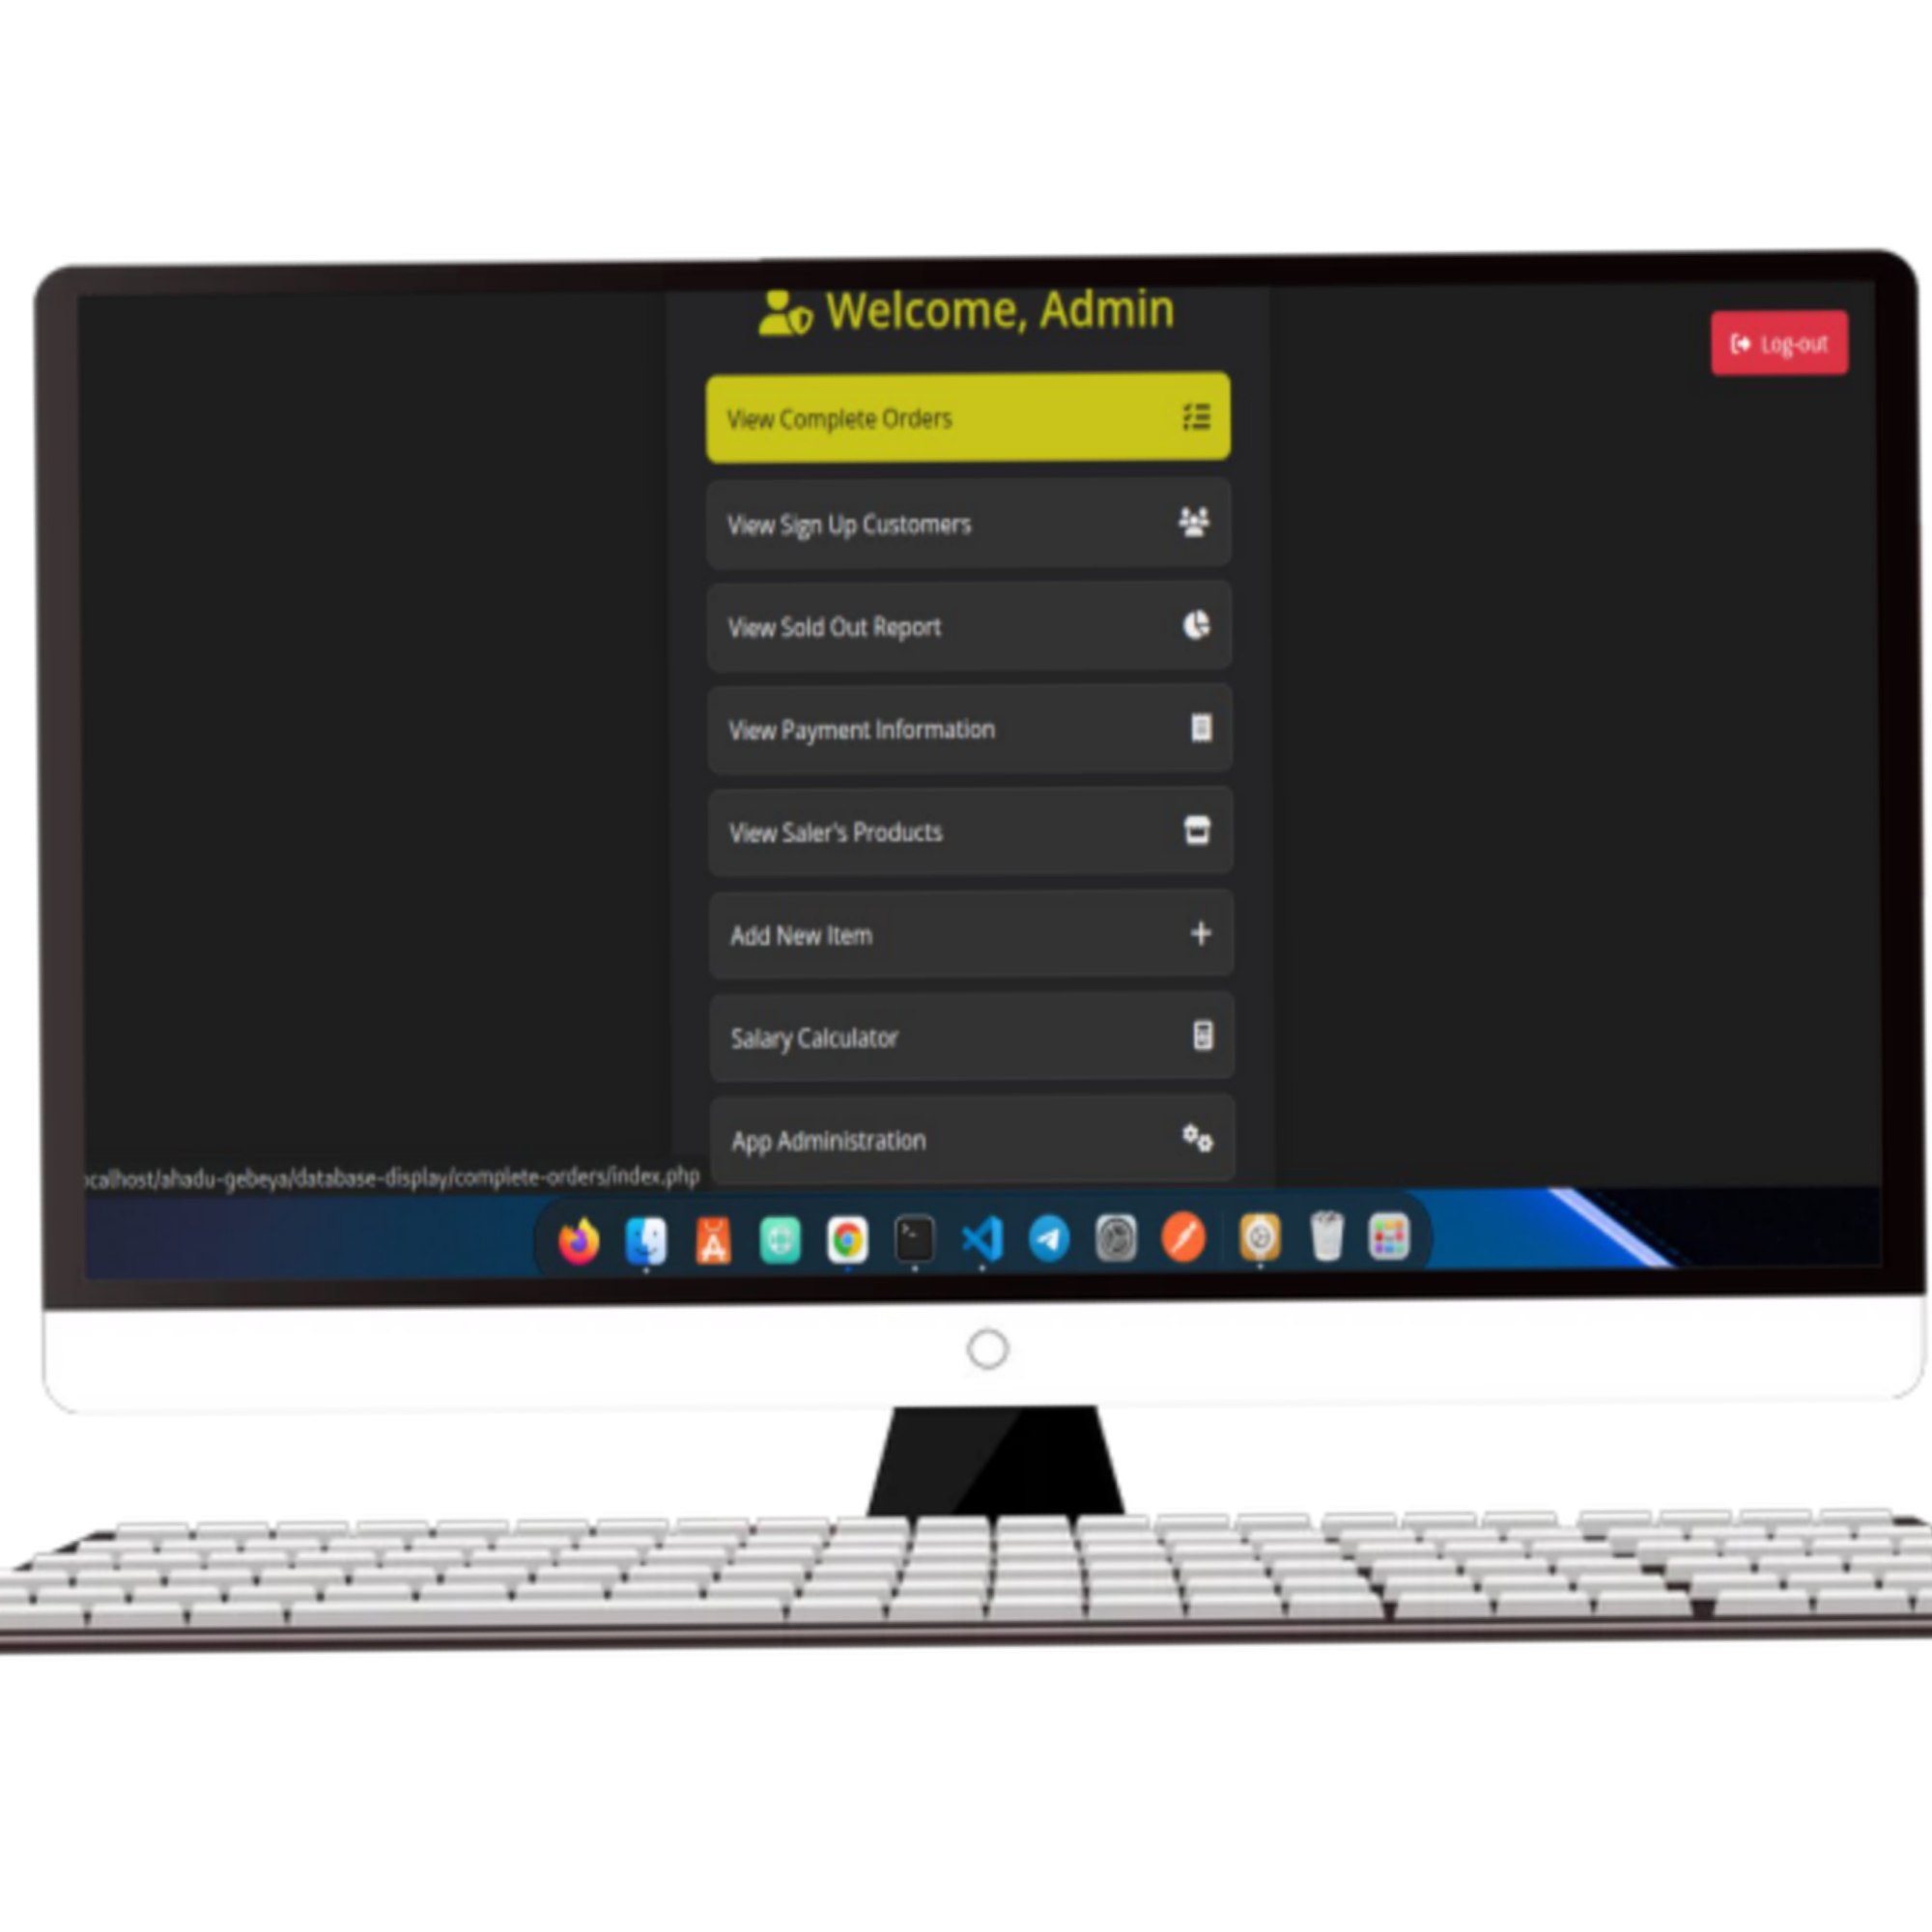 Welcome, Admin
Log-out
View Complete Orders
View Sign Up Customers
View Sold Out Report
View Payment Information
View Saler's Products
Add New Item
Salary Calculator
App Administration
ocalhost/ahadu-gebeya/database-display/complete-orders/index.php